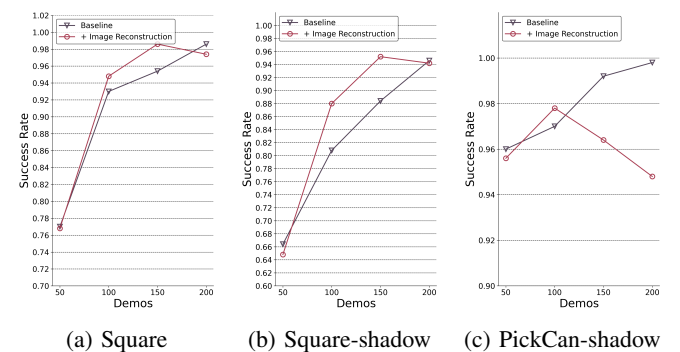 Baseline
+ Image Reconstruction
1.02
1.00
0.98
0.96
0.94
0.92
0.90
0.88
0.86
0.84
0.82
0.80
0.78
0.76
0.74
0.72
0.70
Success Rate
50 100 150 200
Demos
(a) Square
Baseline
+ Image Reconstruction
1.00
0.98
0.96
0.94
0.92
0.90
0.88
0.86
0.84
0.82
0.80
0.78
0.76
0.74
0.72
0.70
0.68
0.66
0.64
0.62
0.60
Success Rate
50 100 150 200
Demos
(b) Square-shadow
Baseline
+ Image Reconstruction
1.00
0.98
0.96
0.94
0.92
0.90
Success Rate
50 100 150 200
Demos
(c) PickCan-shadow